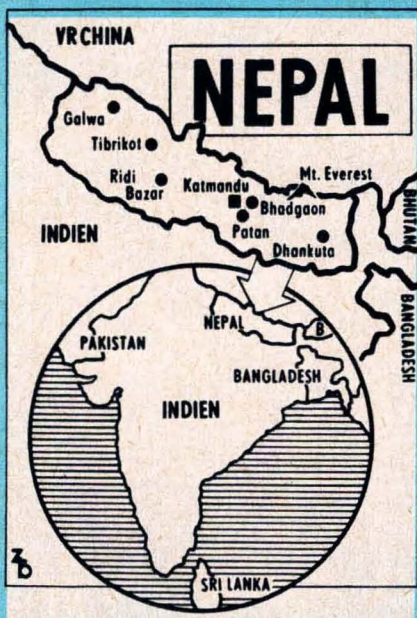 VR CHINA
NEPAL
Galwa
Tibrikot
Ridi
Bazar
Katmandu
Mt. Everest
Bhadgaon
Patan
Dhankuta
INDIEN
BHUTAN
BANGLADESH
PAKISTAN
NEPAL
B
BANGLADESH
INDIEN
SRI LANKA
ZB